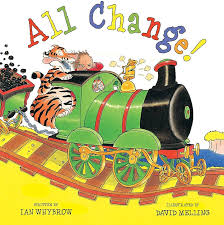 All Change!
WRITTEN BY
IAN WHYBROW
ILLUSTRATED BY
DAVID MELLING